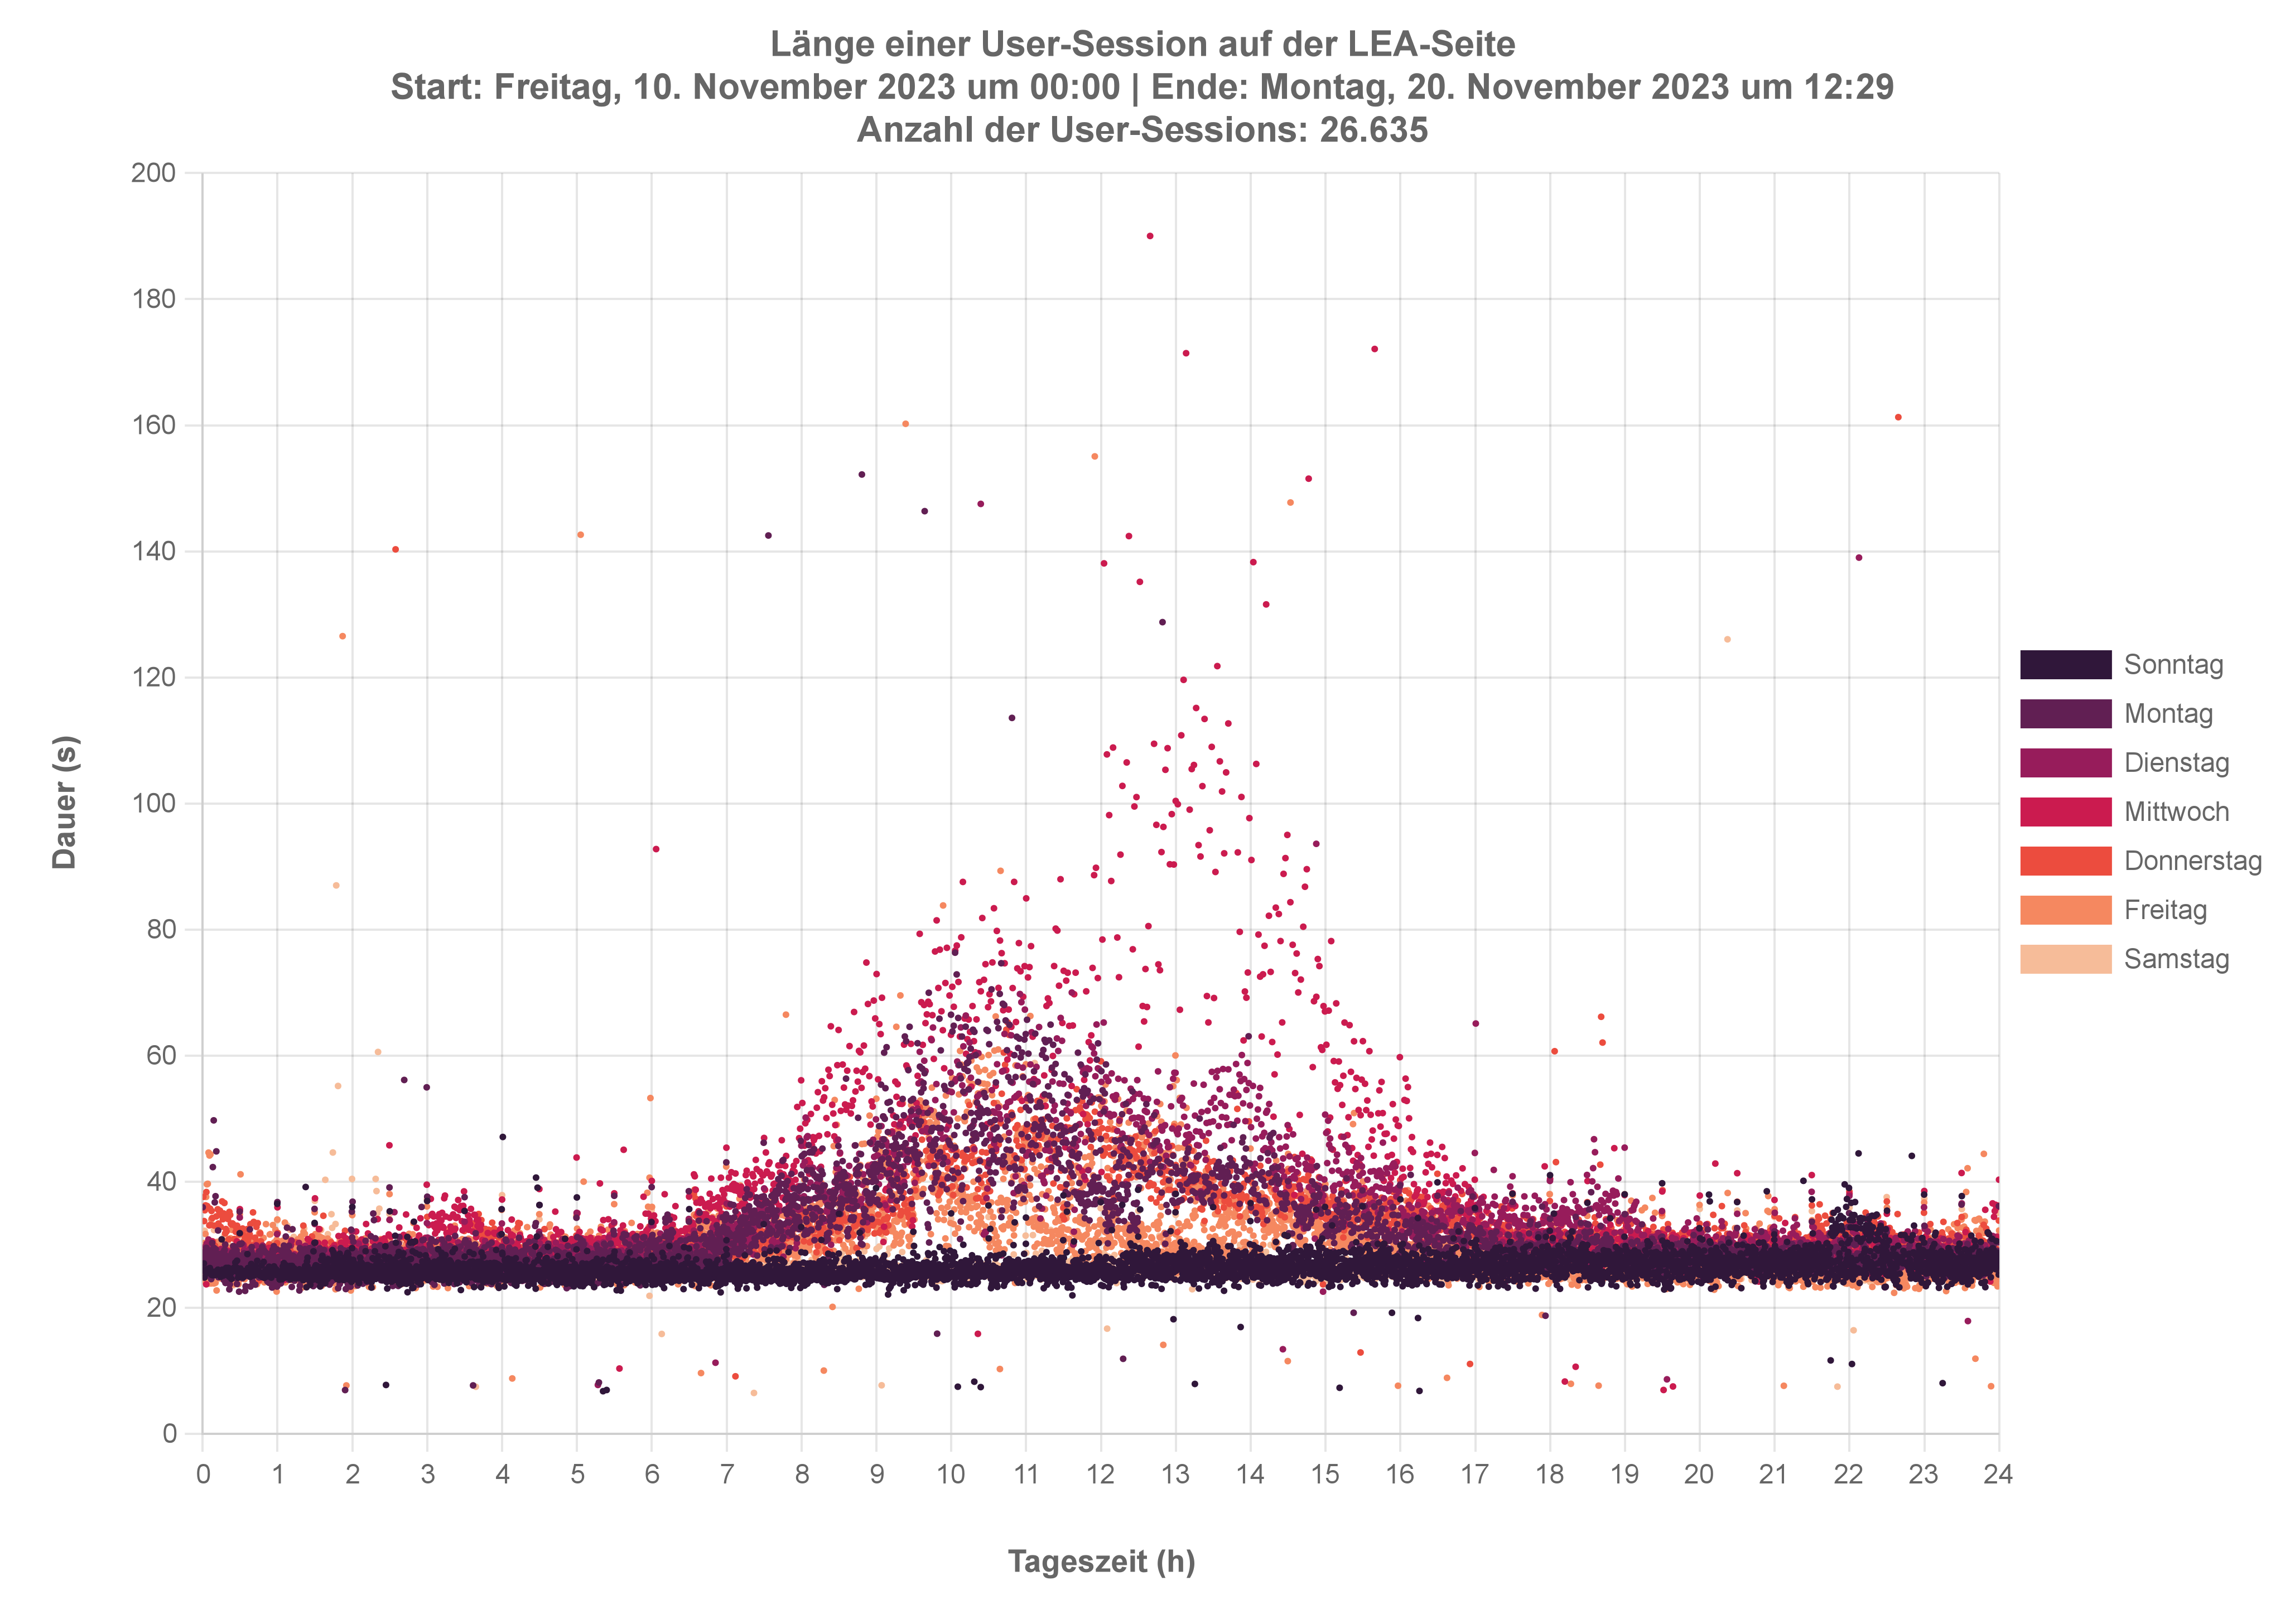 Länge einer User-Session auf der LEA-Seite
Start: Freitag, 10. November 2023 um 00:00 | Ende: Montag, 20. November 2023 um 12:29
Anzahl der User-Sessions: 26.635
200
180
160
140
120
100
80
60
40
20
0
Dauer (s)
0 1 2 3 4 5 6 7 8 9 10 11 12 13 14 15 16 17 18 19 20 21 22 23 24
Tageszeit (h)
Sonntag
Montag
Dienstag
Mittwoch
Donnerstag
Freitag
Samstag